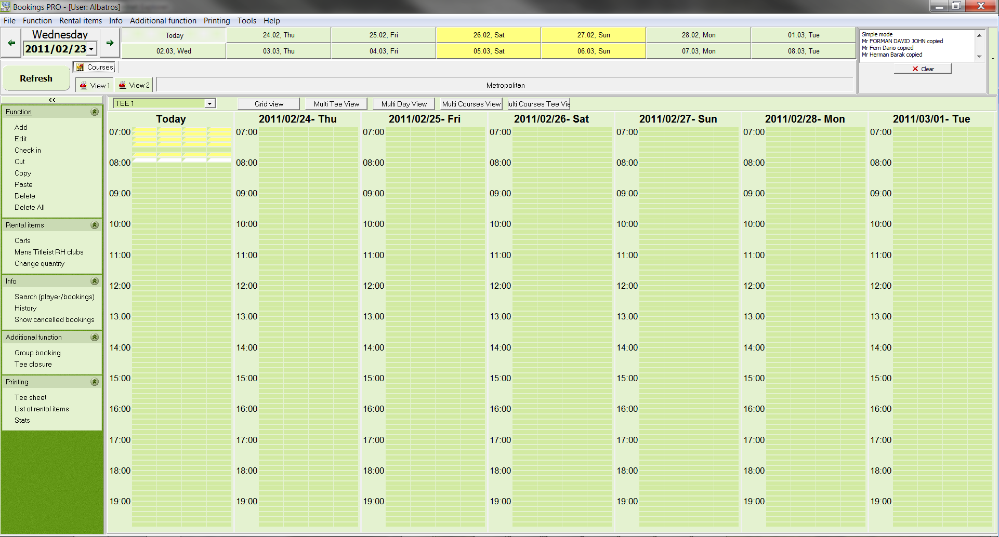 Bookings PRO - [User: Albatros]
File Function Rental items Info Additional function Printing Tools Help
Wednesday
2011/02/23
Today 24.02, Thu 25.02, Fri 26.02, Sat 27.02, Sun 28.02, Mon 01.03, Tue
02.03, Wed 03.03, Thu 04.03, Fri 05.03, Sat 06.03, Sun 07.03, Mon 08.03, Tue
Simple mode
Mr FORMAN DAVID JOHN copied
Mr Ferri Dario copied
Mr Herman Barak copied
Clear
Refresh
Courses
View 1 View 2
Metropolitan
<<
Function
Add
Edit
Check in
Cut
Copy
Paste
Delete
Delete All
Rental items
Carts
Mens Titleist RH clubs
Change quantity
Info
Search (player/bookings)
History
Show cancelled bookings
Additional function
Group booking
Tee closure
Printing
Tee sheet
List of rental items
Stats
TEE 1 Grid view Multi Tee View Multi Day View Multi Courses View ulti Courses Tee Vie
Today 2011/02/24- Thu 2011/02/25- Fri 2011/02/26- Sat 2011/02/27- Sun 2011/02/28- Mon 2011/03/01- Tue
07:00 07:00 07:00 07:00 07:00 07:00 07:00
08:00 08:00 08:00 08:00 08:00 08:00 08:00
09:00 09:00 09:00 09:00 09:00 09:00 09:00
10:00 10:00 10:00 10:00 10:00 10:00 10:00
11:00 11:00 11:00 11:00 11:00 11:00 11:00
12:00 12:00 12:00 12:00 12:00 12:00 12:00
13:00 13:00 13:00 13:00 13:00 13:00 13:00
14:00 14:00 14:00 14:00 14:00 14:00 14:00
15:00 15:00 15:00 15:00 15:00 15:00 15:00
16:00 16:00 16:00 16:00 16:00 16:00 16:00
17:00 17:00 17:00 17:00 17:00 17:00 17:00
18:00 18:00 18:00 18:00 18:00 18:00 18:00
19:00 19:00 19:00 19:00 19:00 19:00 19:00